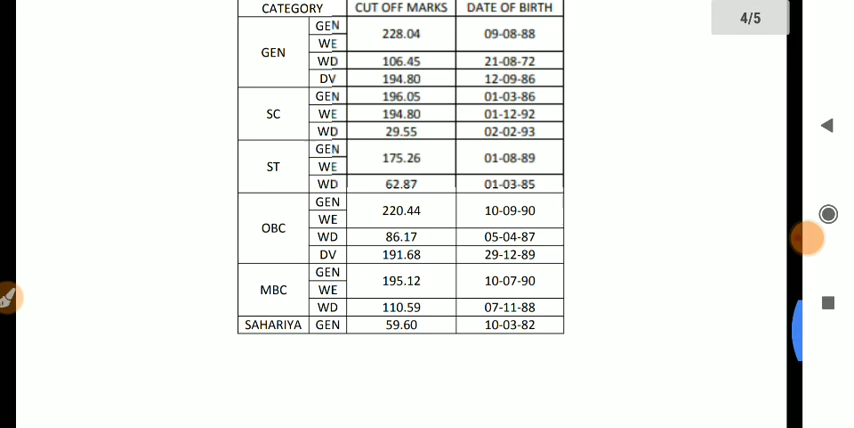 CATEGORY CUT OFF MARKS DATE OF BIRTH
4/5
GEN GEN 228.04 09-08-88
WE
WD 106.45 21-08-72
DV 194.80 12-09-86
SC GEN 196.05 01-03-86
WE 194.80 01-12-92
WD 29.55 02-02-93
ST GEN 175.26 01-08-89
WE
WD 62.87 01-03-85
OBC GEN 220.44 10-09-90
WE
WD 86.17 05-04-87
DV 191.68 29-12-89
MBC GEN 195.12 10-07-90
WE
WD 110.59 07-11-88
SAHARIYA GEN 59.60 10-03-82